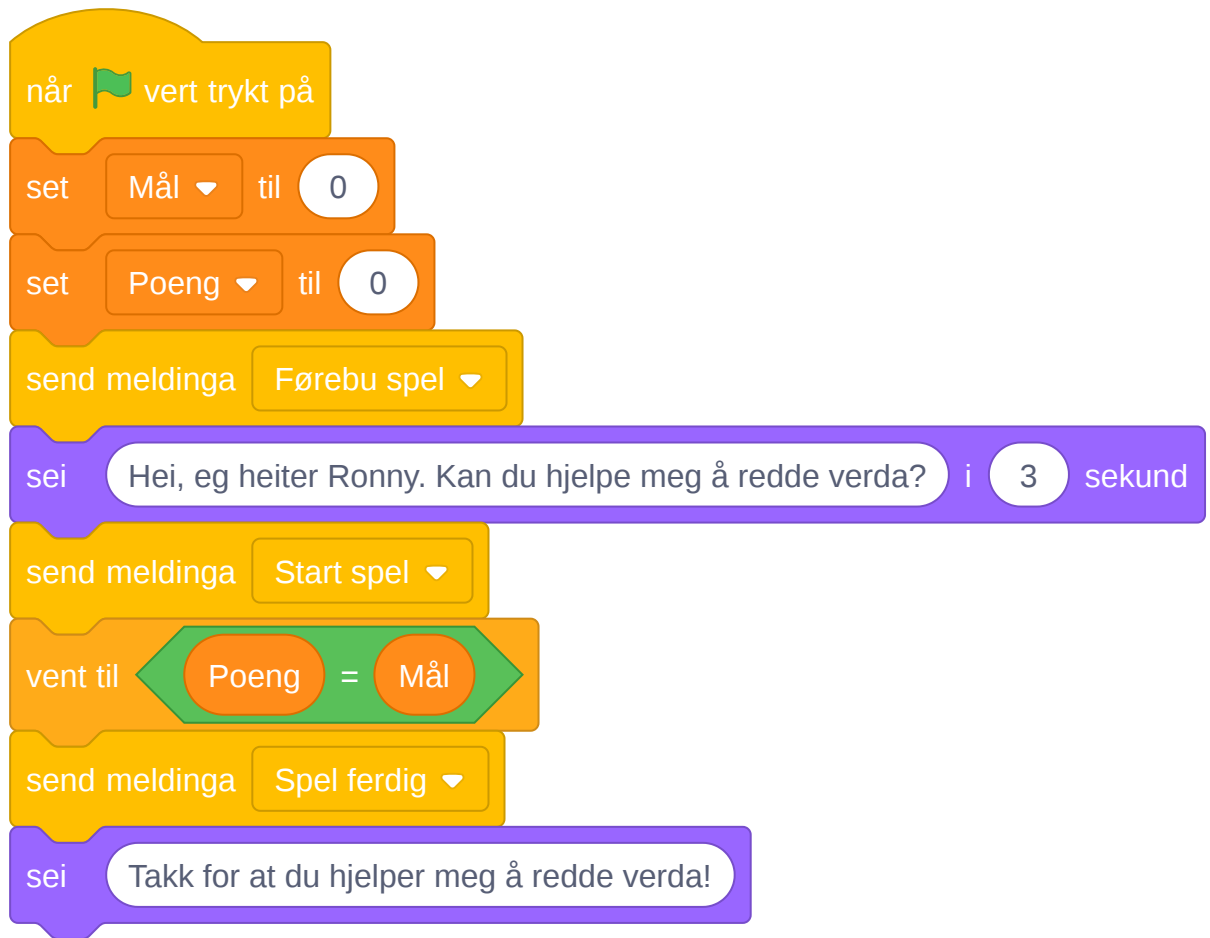 når vert trykt på
set Mål til 0
set Poeng til 0
send meldinga Førebu spel
sei Hei, eg heiter Ronny. Kan du hjelpe meg å redde verda? i 3 sekund
send meldinga Start spel
vent til Poeng = Mål
send meldinga Spel ferdig
sei Takk for at du hjelper meg å redde verda!